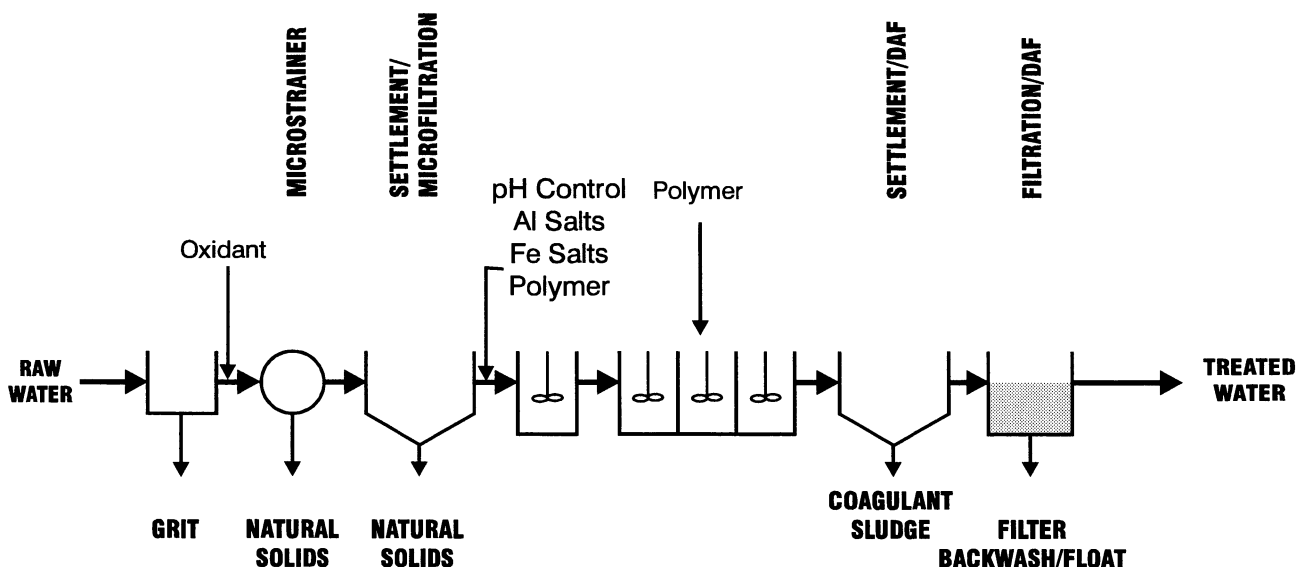 MICROSTRAINER
SETTLEMENT/
MICROFILTRATION
SETTLEMENT/DAF
FILTRATION/DAF
pH Control
Al Salts
Fe Salts
Polymer
Polymer
Oxidant
RAW
WATER
TREATED
WATER
GRIT
NATURAL
SOLIDS
NATURAL
SOLIDS
COAGULANT
SLUDGE
FILTER
BACKWASH/FLOAT